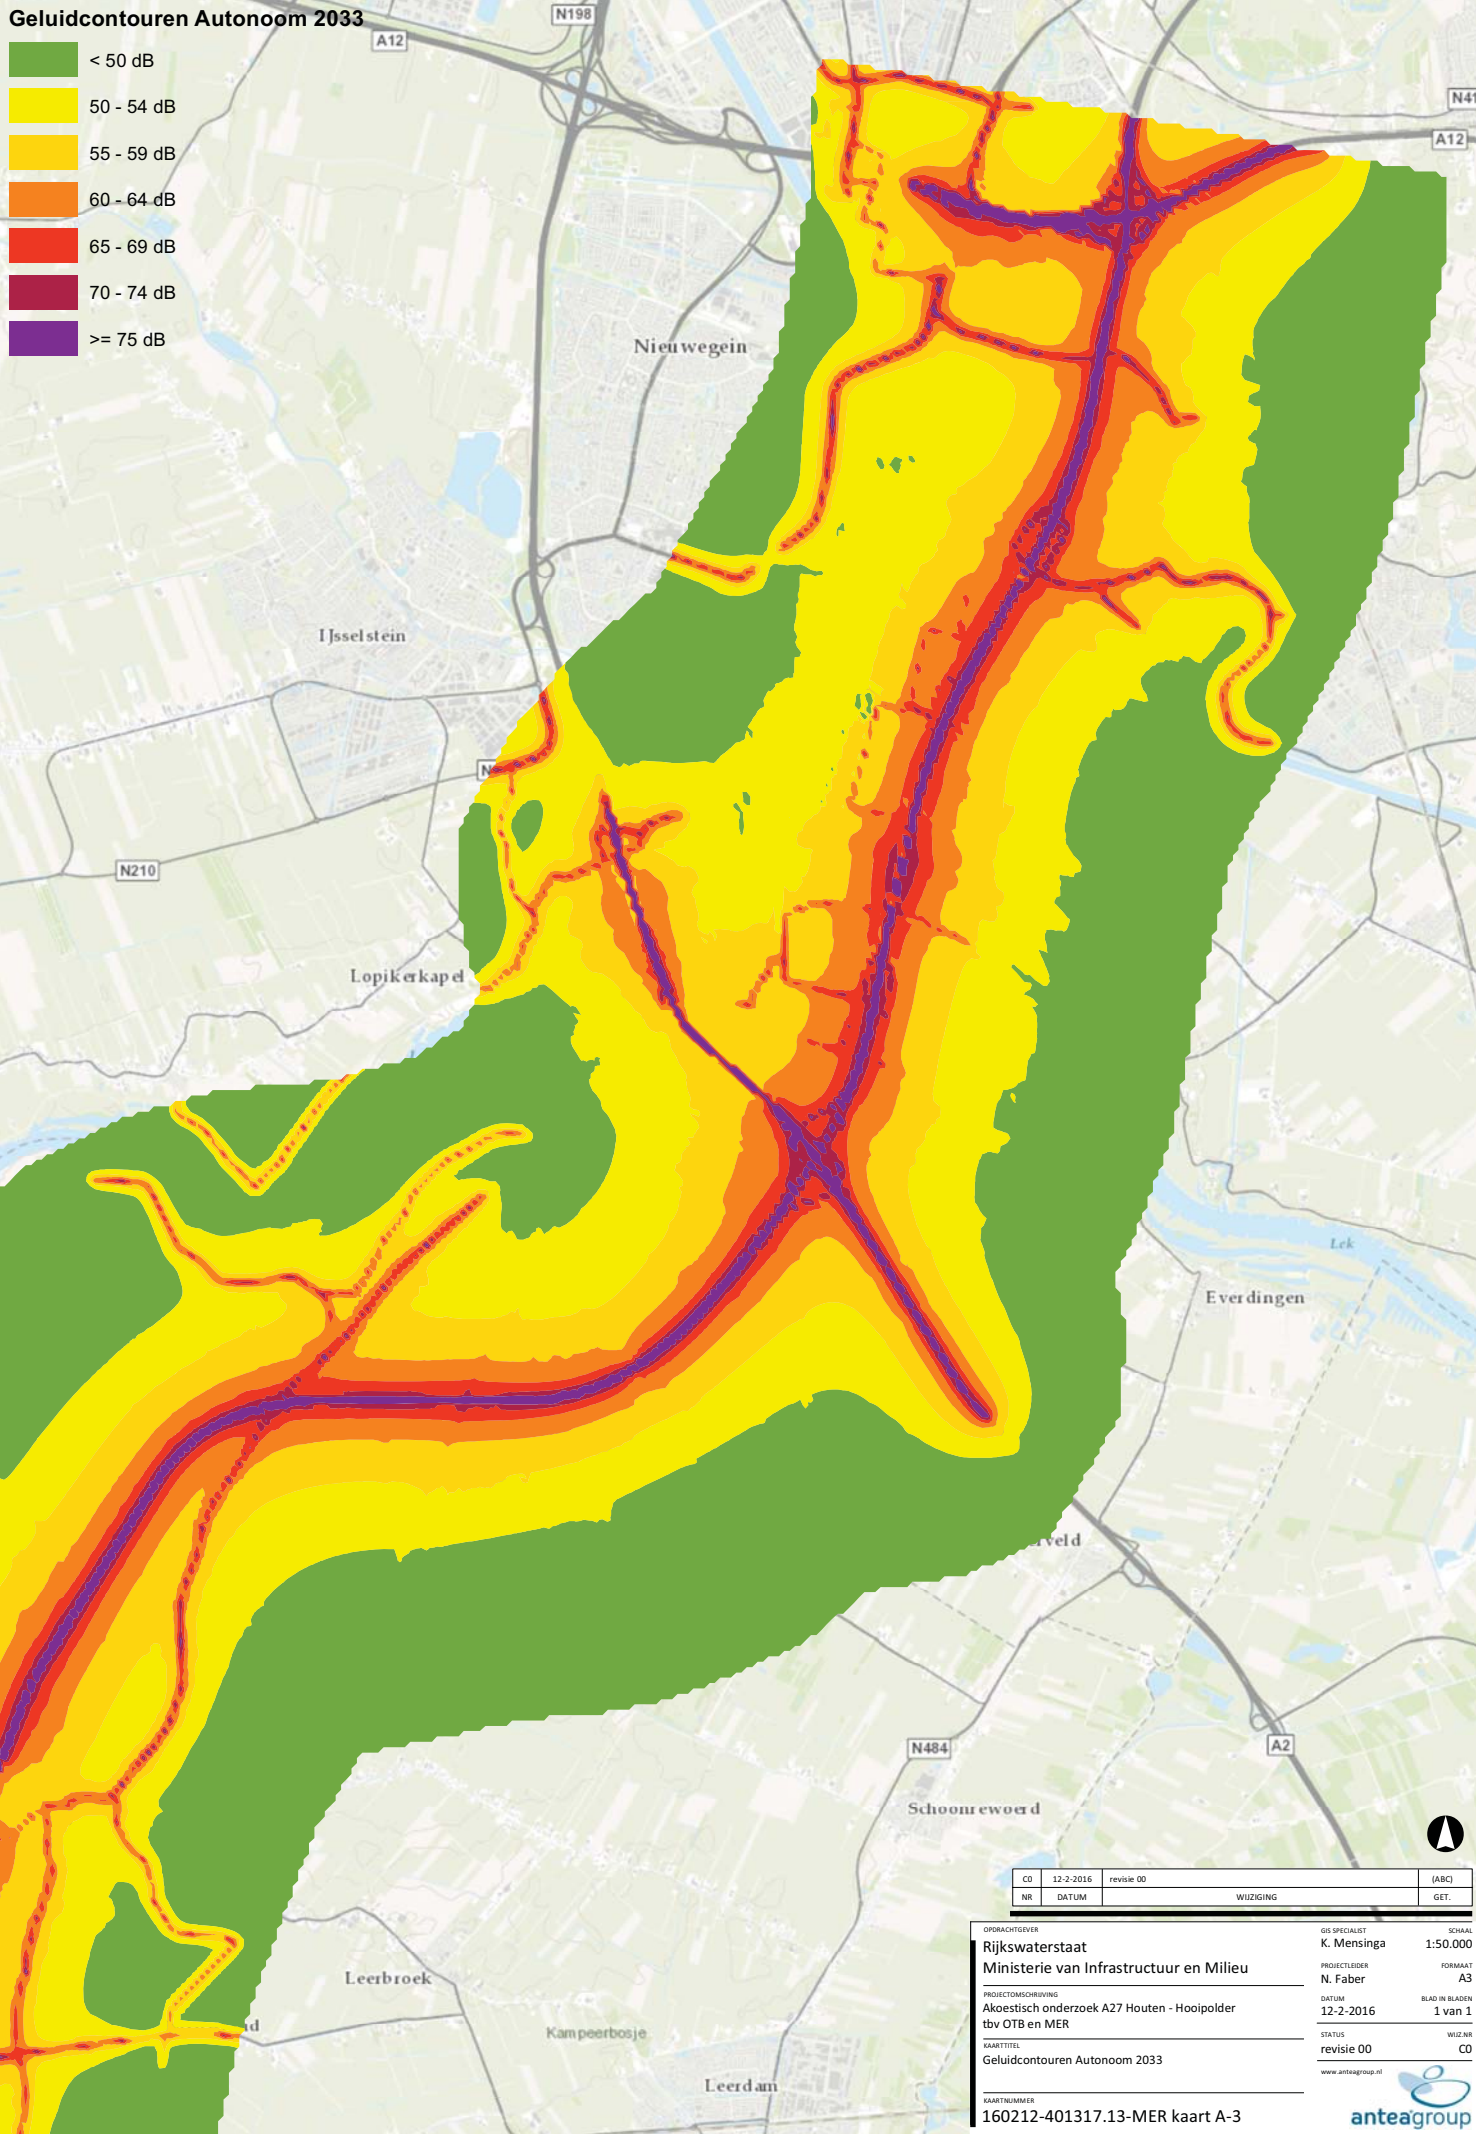 Geluidcontouren Autonoom 2033
< 50 dB
50 - 54 dB
55 - 59 dB
60 - 64 dB
65 - 69 dB
70 - 74 dB
>= 75 dB
N198
A12
N41
A12
Nieuwegein
IJsselstein
N
N210
Lopikerkapel
Lek
Everdingen
rveld
N484
A2
Schoonrewoerd
Leerbroek
Kampeerbosje
Leerdam
C0 12-2-2016 revisie 00 (ABC)
NR DATUM WIJZIGING GET.
OPDRACHTGEVER
Rijkswaterstaat
Ministerie van Infrastructuur en Milieu
PROJECTOMSCHRIJVING
Akoestisch onderzoek A27 Houten - Hooipolder
tbv OTB en MER
KAARTTITEL
Geluidcontouren Autonoom 2033
KAARTNUMMER
160212-401317.13-MER kaart A-3
GIS SPECIALIST SCHAAL
K. Mensinga 1:50.000
PROJECTLEIDER FORMAAT
N. Faber A3
DATUM BLAD IN BLADEN
12-2-2016 1 van 1
STATUS WIJZ.NR
revisie 00 C0
www.anteagroup.nl
anteagroup